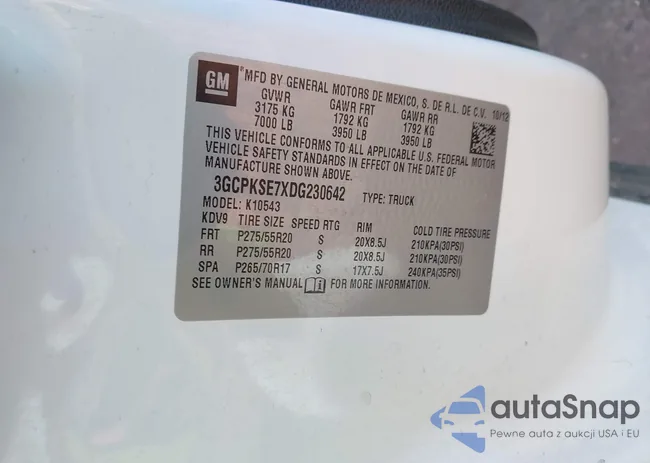 GM
MFD BY GENERAL MOTORS DE MEXICO, S. DE R.L. DE C.V. 10/12
GVWR GAWR FRT GAWR RR
3175 KG 1792 KG 1792 KG
7000 LB 3950 LB 3950 LB
THIS VEHICLE CONFORMS TO ALL APPLICABLE U.S. FEDERAL MOTOR
VEHICLE SAFETY STANDARDS IN EFFECT ON THE DATE OF
MANUFACTURE SHOWN ABOVE.
3GCPKSE7XDG230642 TYPE: TRUCK
MODEL: K10543
KDV9 TIRE SIZE SPEED RTG RIM COLD TIRE PRESSURE
FRT P275/55R20 S 20X8.5J 210KPA(30PSI)
RR P275/55R20 S 20X8.5J 210KPA(30PSI)
SPA P265/70R17 S 17X7.5J 240KPA(35PSI)
SEE OWNER'S MANUAL FOR MORE INFORMATION.
autaSnap
Pewne auta z aukcji USA i EU